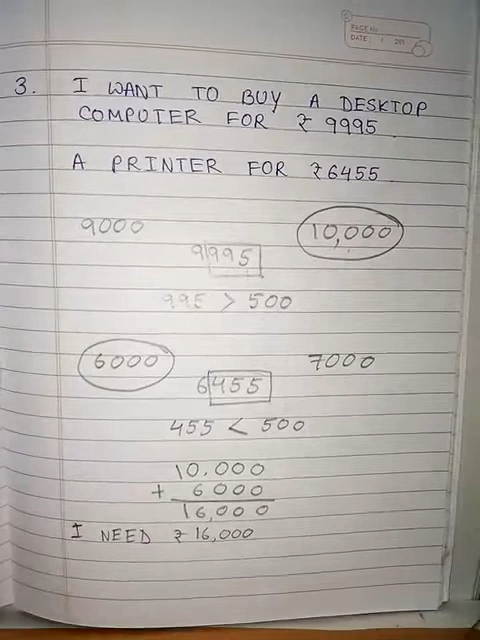 PAGE No.
DATE: / / 20
3. I WANT TO BUY A DESKTOP
COMPUTER FOR ₹ 9995.
A PRINTER FOR ₹6455.
9000 10,000
9995
995 > 500
6000 7000
6455
455 < 500
10,000
+ 6000
16,000
I NEED ₹ 16,000